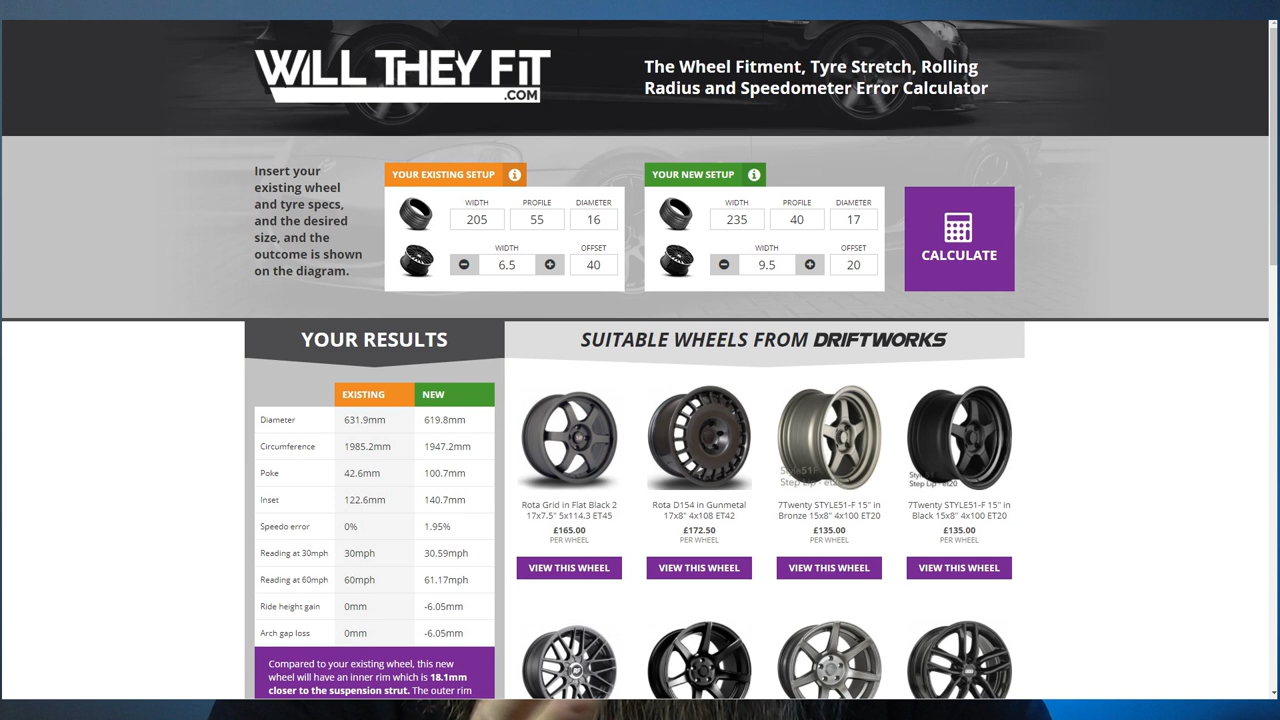 WILL THEY FIT
.COM
The Wheel Fitment, Tyre Stretch, Rolling
Radius and Speedometer Error Calculator
Insert your
existing wheel
and tyre specs,
and the desired
size, and the
outcome is shown
on the diagram.
YOUR EXISTING SETUP
WIDTH PROFILE DIAMETER
205 55 16
WIDTH OFFSET
6.5 40
YOUR NEW SETUP
WIDTH PROFILE DIAMETER
235 40 17
WIDTH OFFSET
9.5 20
CALCULATE
YOUR RESULTS
EXISTING NEW
Diameter 631.9mm 619.8mm
Circumference 1985.2mm 1947.2mm
Poke 42.6mm 100.7mm
Inset 122.6mm 140.7mm
Speedo error 0% 1.95%
Reading at 30mph 30mph 30.59mph
Reading at 60mph 60mph 61.17mph
Ride height gain 0mm -6.05mm
Arch gap loss 0mm -6.05mm
Compared to your existing wheel, this new
wheel will have an inner rim which is 18.1mm
closer to the suspension strut. The outer rim
SUITABLE WHEELS FROM DRIFTWORKS
Style51F
Step Lip - et20
Step Lip - et20
Rota Grid in Flat Black 2
17x7.5" 5x114.3 ET45
£165.00
PER WHEEL
VIEW THIS WHEEL
Rota D154 in Gunmetal
17x8" 4x108 ET42
£172.50
PER WHEEL
VIEW THIS WHEEL
7Twenty STYLE51-F 15" in
Bronze 15x8" 4x100 ET20
£135.00
PER WHEEL
VIEW THIS WHEEL
7Twenty STYLE51-F 15" in
Black 15x8" 4x100 ET20
£135.00
PER WHEEL
VIEW THIS WHEEL